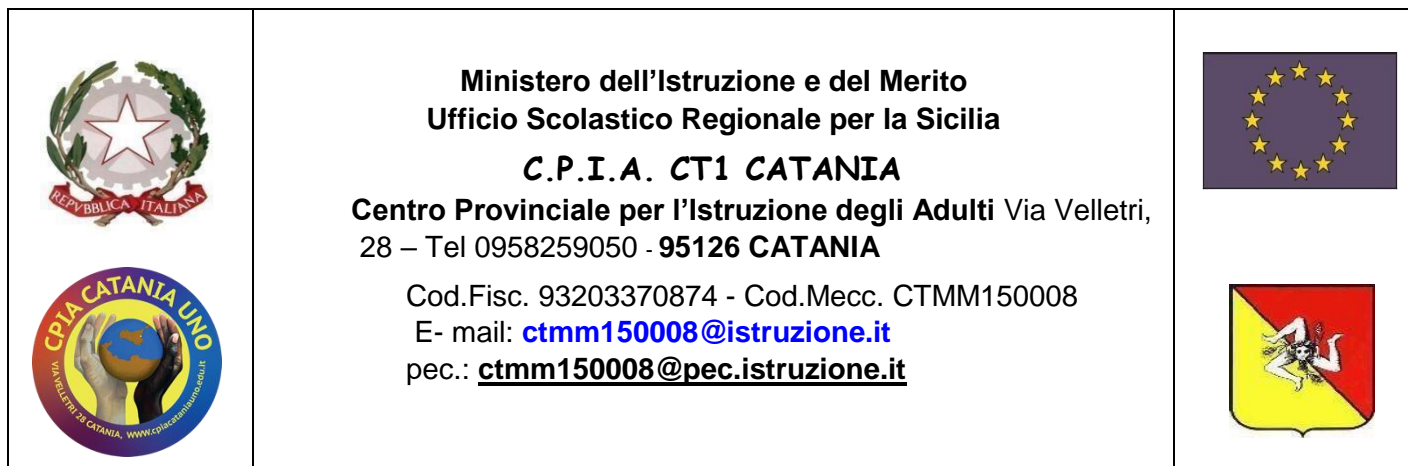 REPVBBLICA ITALIANA
CPIA CATANIA UNO
VIA VELLETRI 28 CATANIA, www.cpiacataniauno.edu.it
Ministero dell’Istruzione e del Merito
Ufficio Scolastico Regionale per la Sicilia
C.P.I.A. CT1 CATANIA
Centro Provinciale per l’Istruzione degli Adulti Via Velletri,
28 – Tel 0958259050 - 95126 CATANIA
Cod.Fisc. 93203370874 - Cod.Mecc. CTMM150008
E- mail: ctmm150008@istruzione.it
pec.: ctmm150008@pec.istruzione.it